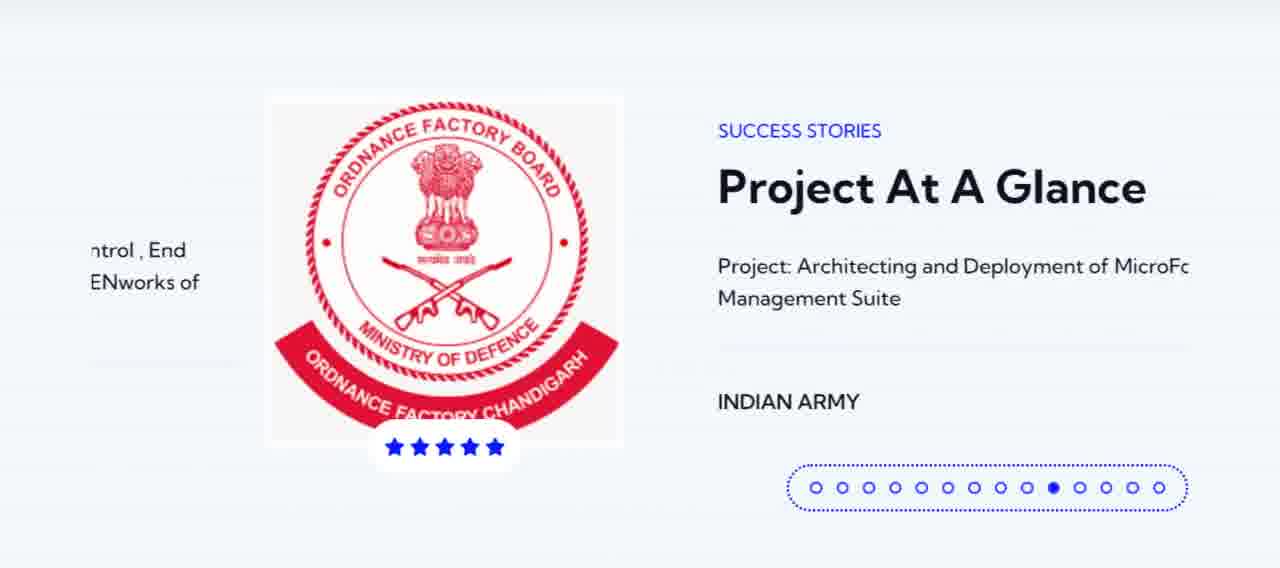 ntrol , End
ENworks of
ORDNANCE FACTORY BOARD
सत्यमेव जयते
MINISTRY OF DEFENCE
ORDNANCE FACTORY CHANDIGARH
SUCCESS STORIES
Project At A Glance
Project: Architecting and Deployment of MicroFc
Management Suite
INDIAN ARMY